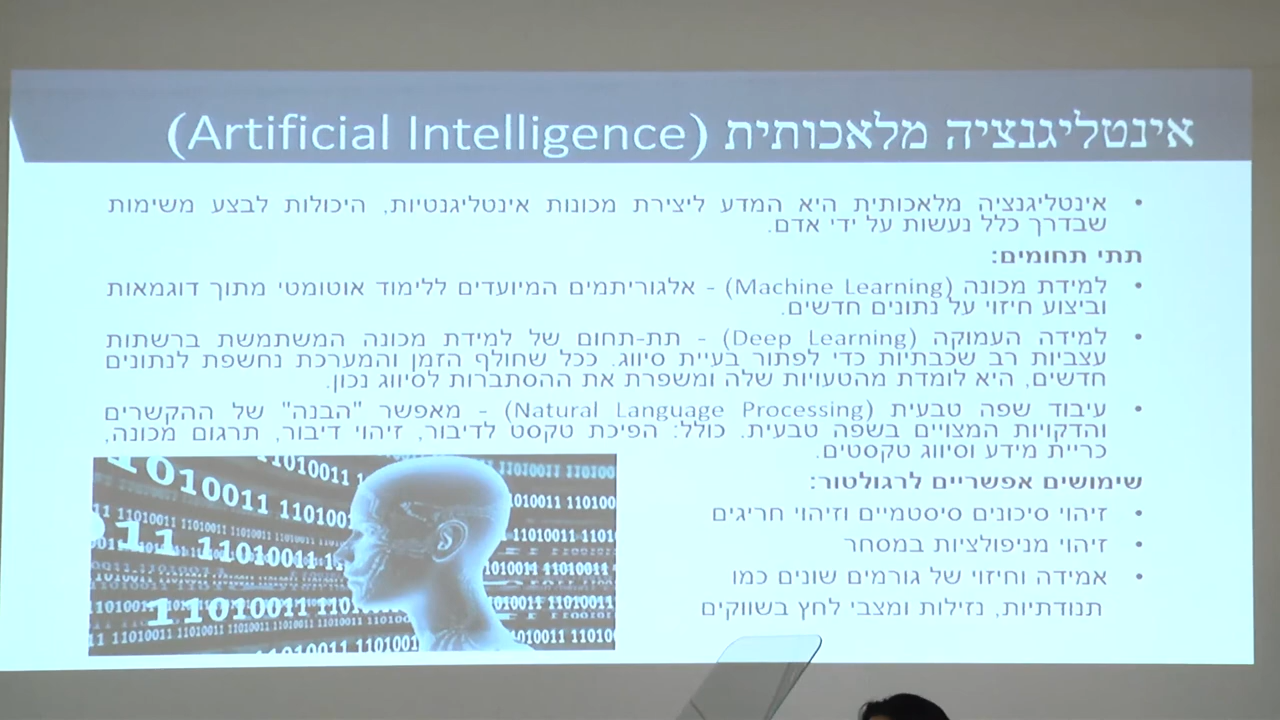 אינטליגנציה מלאכותית (Artificial Intelligence)
• אינטליגנציה מלאכותית היא המדע ליצירת מכונות אינטליגנטיות, היכולות לבצע משימות
שבדרך כלל נעשות על ידי אדם.
תתי תחומים:
• למידת מכונה (Machine Learning) - אלגוריתמים המיועדים ללימוד אוטומטי מתוך דוגמאות
וביצוע חיזוי על נתונים חדשים.
• למידה העמוקה (Deep Learning) - תת-תחום של למידת מכונה המשתמשת ברשתות
עצביות רב שכבתיות כדי לפתור בעיית סיווג. ככל שחולף הזמן והמערכת נחשפת לנתונים
חדשים, היא לומדת מהטעויות שלה ומשפרת את ההסתברות לסיווג נכון.
• עיבוד שפה טבעית (Natural Language Processing) - מאפשר "הבנה" של ההקשרים
והדקויות המצויים בשפה טבעית. כולל: הפיכת טקסט לדיבור, זיהוי דיבור, תרגום מכונה,
כריית מידע וסיווג טקסטים.
שימושים אפשריים לרגולטור:
• זיהוי סיכונים סיסטמיים וזיהוי חריגים
• זיהוי מניפולציות במסחר
• אמידה וחיזוי של גורמים שונים כמו
תנודתיות, נזילות ומצבי לחץ בשווקים